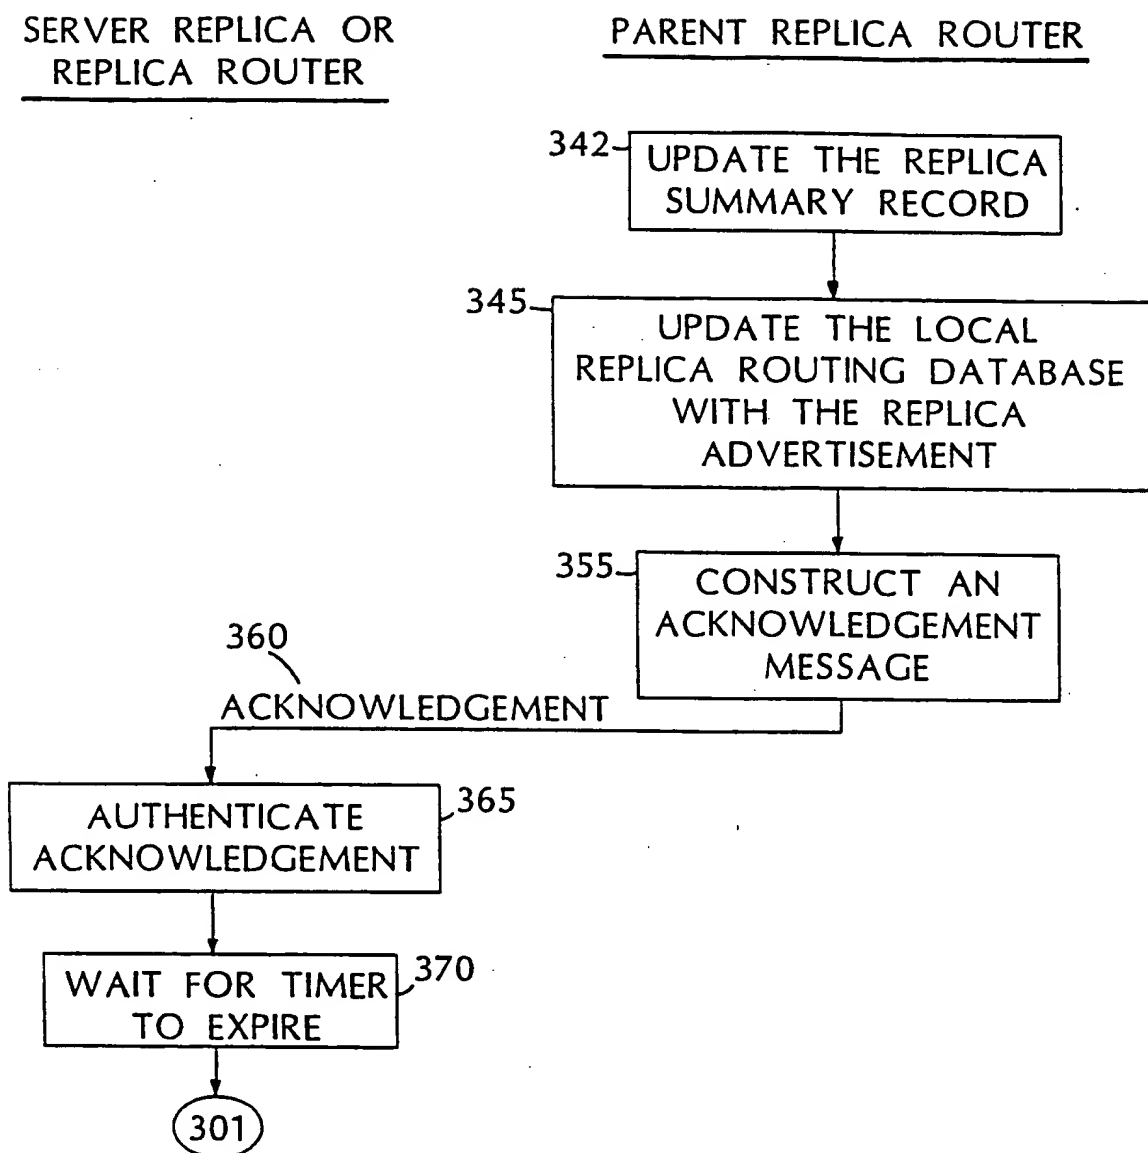 SERVER REPLICA OR
REPLICA ROUTER
PARENT REPLICA ROUTER
342
UPDATE THE REPLICA
SUMMARY RECORD
345
UPDATE THE LOCAL
REPLICA ROUTING DATABASE
WITH THE REPLICA
ADVERTISEMENT
355
CONSTRUCT AN
ACKNOWLEDGEMENT
MESSAGE
360
ACKNOWLEDGEMENT
AUTHENTICATE
ACKNOWLEDGEMENT
365
WAIT FOR TIMER
TO EXPIRE
370
301